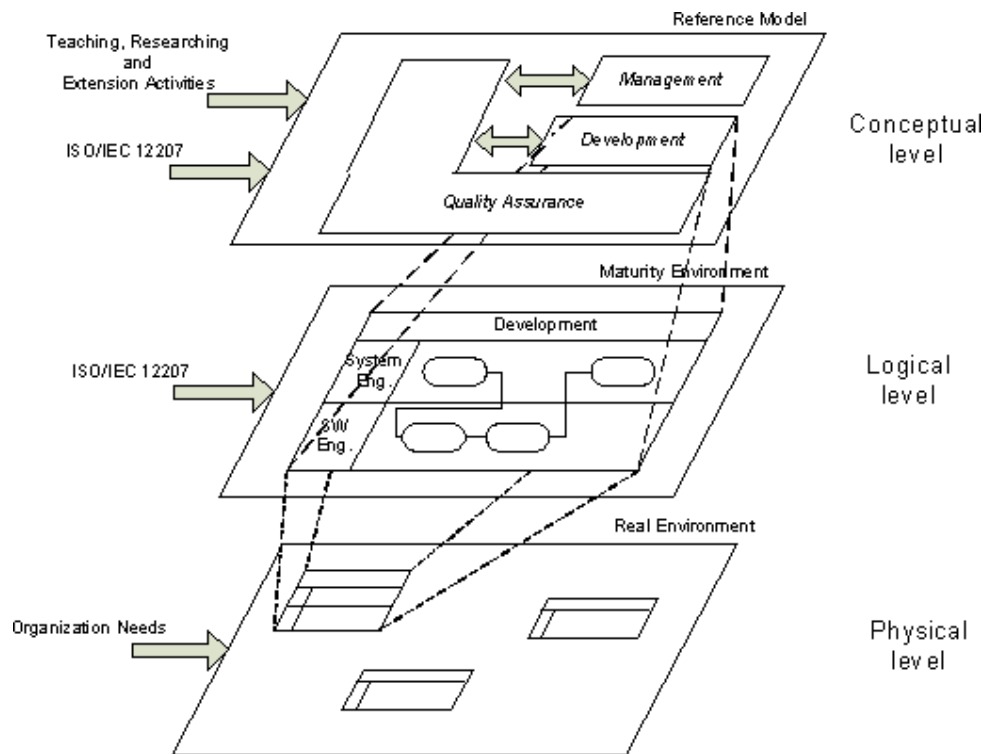 Reference Model
Teaching, Researching
and
Extension Activities
Management
Conceptual
level
Development
ISO/IEC 12207
Quality Assurance
Maturity Environment
Development
System
Eng.
ISO/IEC 12207
Logical
level
SW
Eng.
Real Environment
Organization Needs
Physical
level